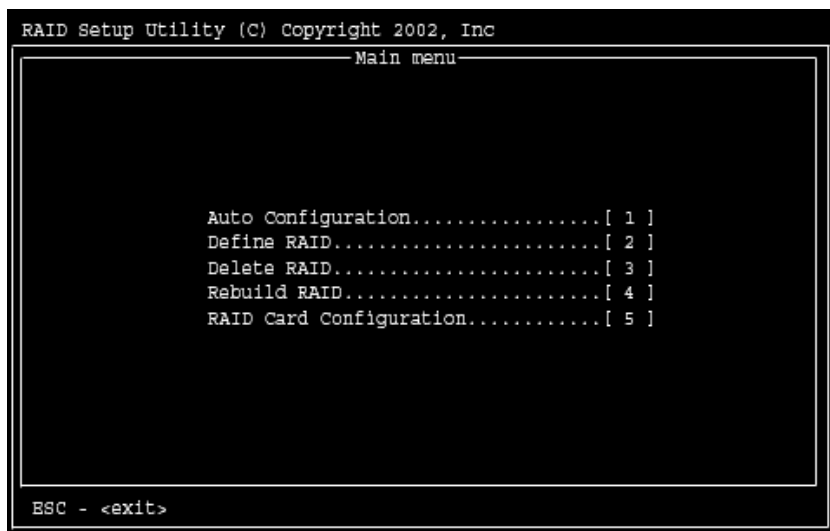 RAID Setup Utility (C) Copyright 2002, Inc
Main menu
Auto Configuration..................[ 1 ]
Define RAID..........................[ 2 ]
Delete RAID..........................[ 3 ]
Rebuild RAID.........................[ 4 ]
RAID Card Configuration.............[ 5 ]
ESC - <exit>